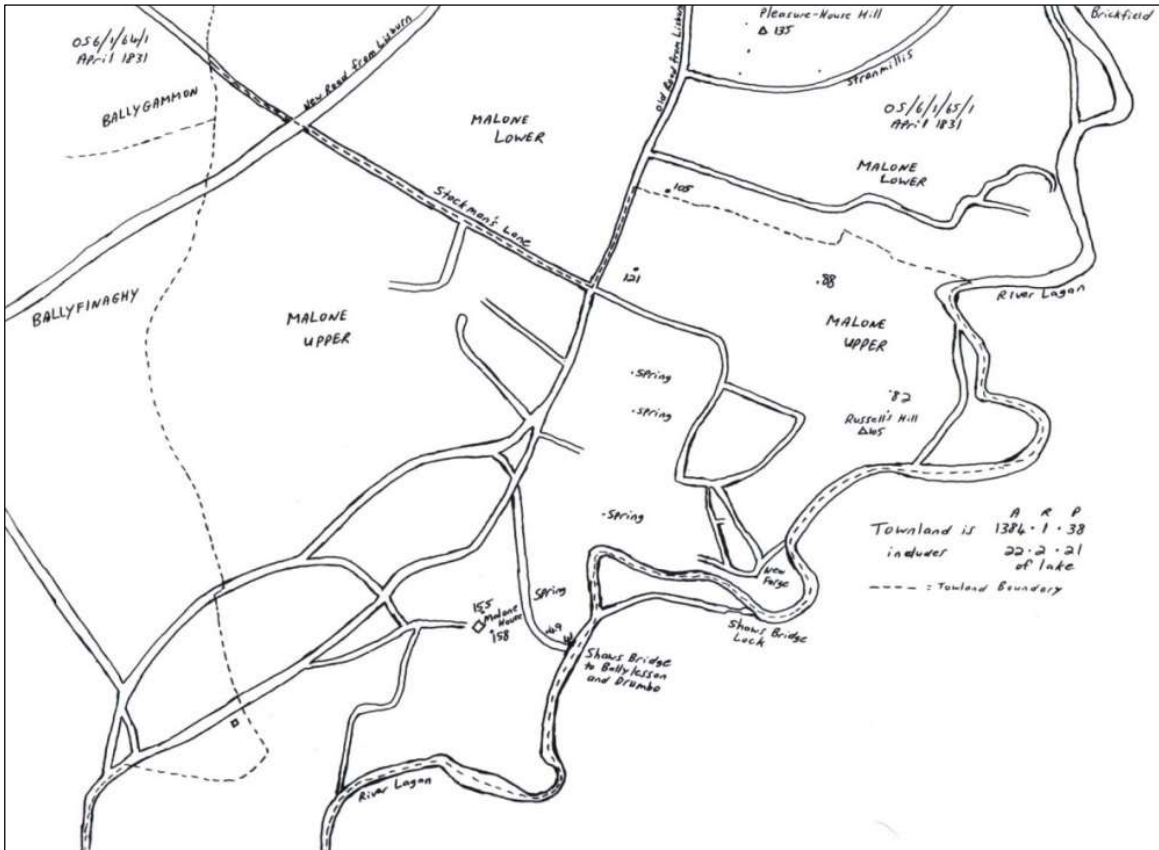 OS6/1/64/1
April 1831
BALLYGAMMON
New Road from Lisburn
MALONE
LOWER
Old Road from Lisburn
Pleasure-House Hill
135
Stranmillis
Brickfield
OS/6/1/65/1
April 1831
MALONE
LOWER
Stockman's Lane
105
121
88
River Lagan
BALLYFINAGHY
MALONE
UPPER
MALONE
UPPER
Spring
Spring
82
Russell's Hill
Spring
A R P
Townland is 1384·1·38
includes 22·2·21
of lake
---- = Towland Boundary
New
Forge
Spring
155
Malone
House
158
49
Shaws Bridge
Lock
Shaws Bridge
to Ballylesson
and Drumbo
River Lagan